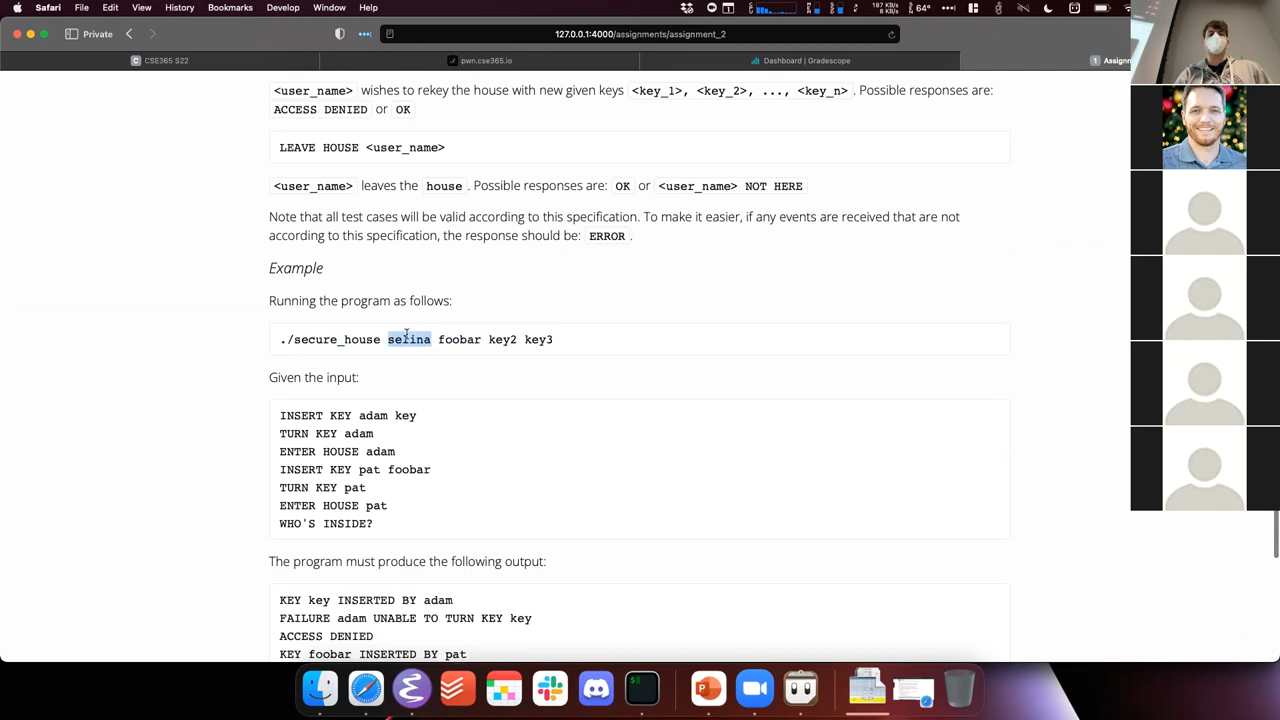 Safari File Edit View History Bookmarks Develop Window Help
187 KB/s
8 KB/s
64°
Private
127.0.0.1:4000/assignments/assignment_2
CSE365 S22
pwn.cse365.io
Dashboard | Gradescope
1 Assign
<user_name> wishes to rekey the house with new given keys <key_1>, <key_2>, ..., <key_n>. Possible responses are:
ACCESS DENIED or OK
LEAVE HOUSE <user_name>
<user_name> leaves the house. Possible responses are: OK or <user_name> NOT HERE
Note that all test cases will be valid according to this specification. To make it easier, if any events are received that are not
according to this specification, the response should be: ERROR.
Example
Running the program as follows:
./secure_house selina foobar key2 key3
Given the input:
INSERT KEY adam key
TURN KEY adam
ENTER HOUSE adam
INSERT KEY pat foobar
TURN KEY pat
ENTER HOUSE pat
WHO'S INSIDE?
The program must produce the following output:
KEY key INSERTED BY adam
FAILURE adam UNABLE TO TURN KEY key
ACCESS DENIED
KEY foobar INSERTED BY pat